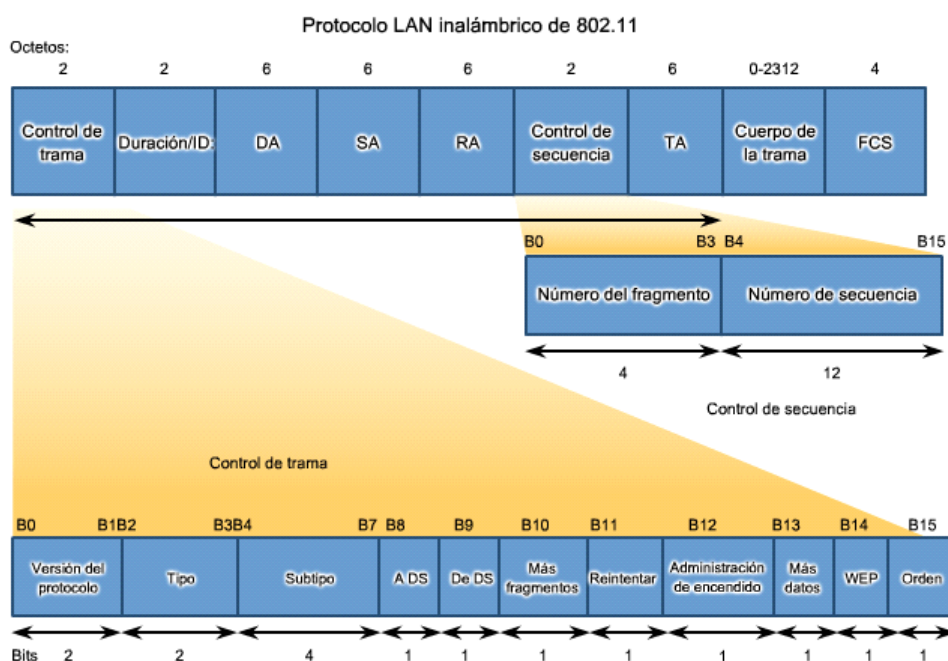 Protocolo LAN inalámbrico de 802.11
Octetos:
2 2 6 6 6 2 6 0-2312 4
Control de trama Duración/ID: DA SA RA Control de secuencia TA Cuerpo de la trama FCS
B0 B3 B4 B15
Número del fragmento Número de secuencia
4 12
Control de secuencia
Control de trama
B0 B1B2 B3B4 B7 B8 B9 B10 B11 B12 B13 B14 B15
Versión del protocolo Tipo Subtipo A DS De DS Más fragmentos Reintentar Administración de encendido Más datos WEP Orden
Bits 2 2 4 1 1 1 1 1 1 1 1